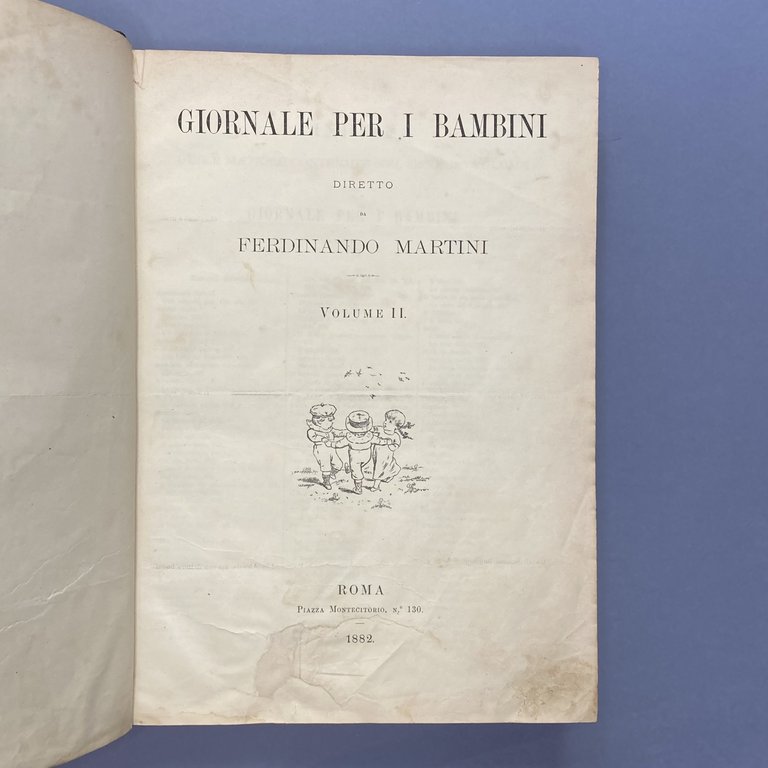 GIORNALE PER I BAMBINI
DIRETTO
DA
FERDINANDO MARTINI
VOLUME II.
ROMA
PIAZZA MONTECITORIO, N.° 130.
1882.